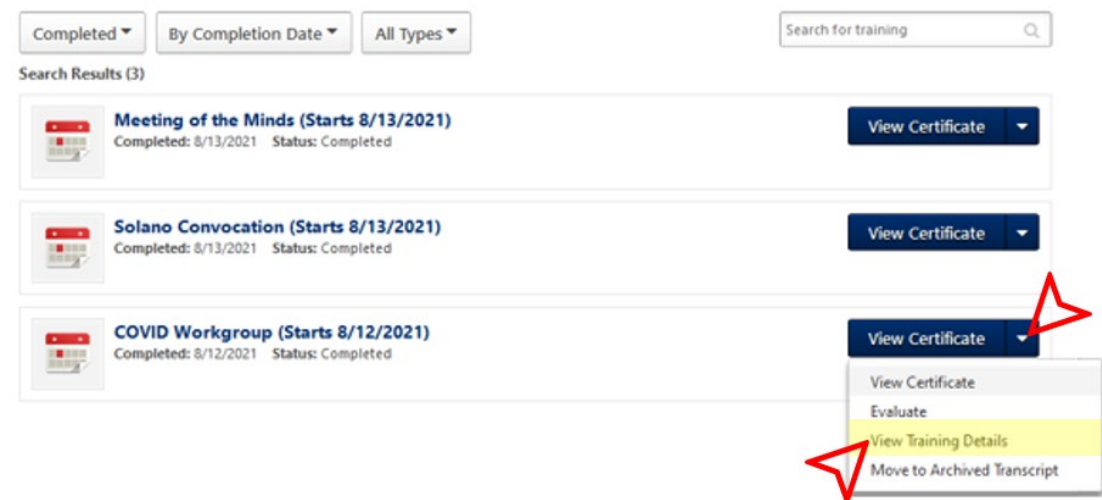 Completed By Completion Date All Types Search for training
Search Results (3)
Meeting of the Minds (Starts 8/13/2021)
Completed: 8/13/2021 Status: Completed
View Certificate
Solano Convocation (Starts 8/13/2021)
Completed: 8/13/2021 Status: Completed
View Certificate
COVID Workgroup (Starts 8/12/2021)
Completed: 8/12/2021 Status: Completed
View Certificate
View Certificate
Evaluate
View Training Details
Move to Archived Transcript